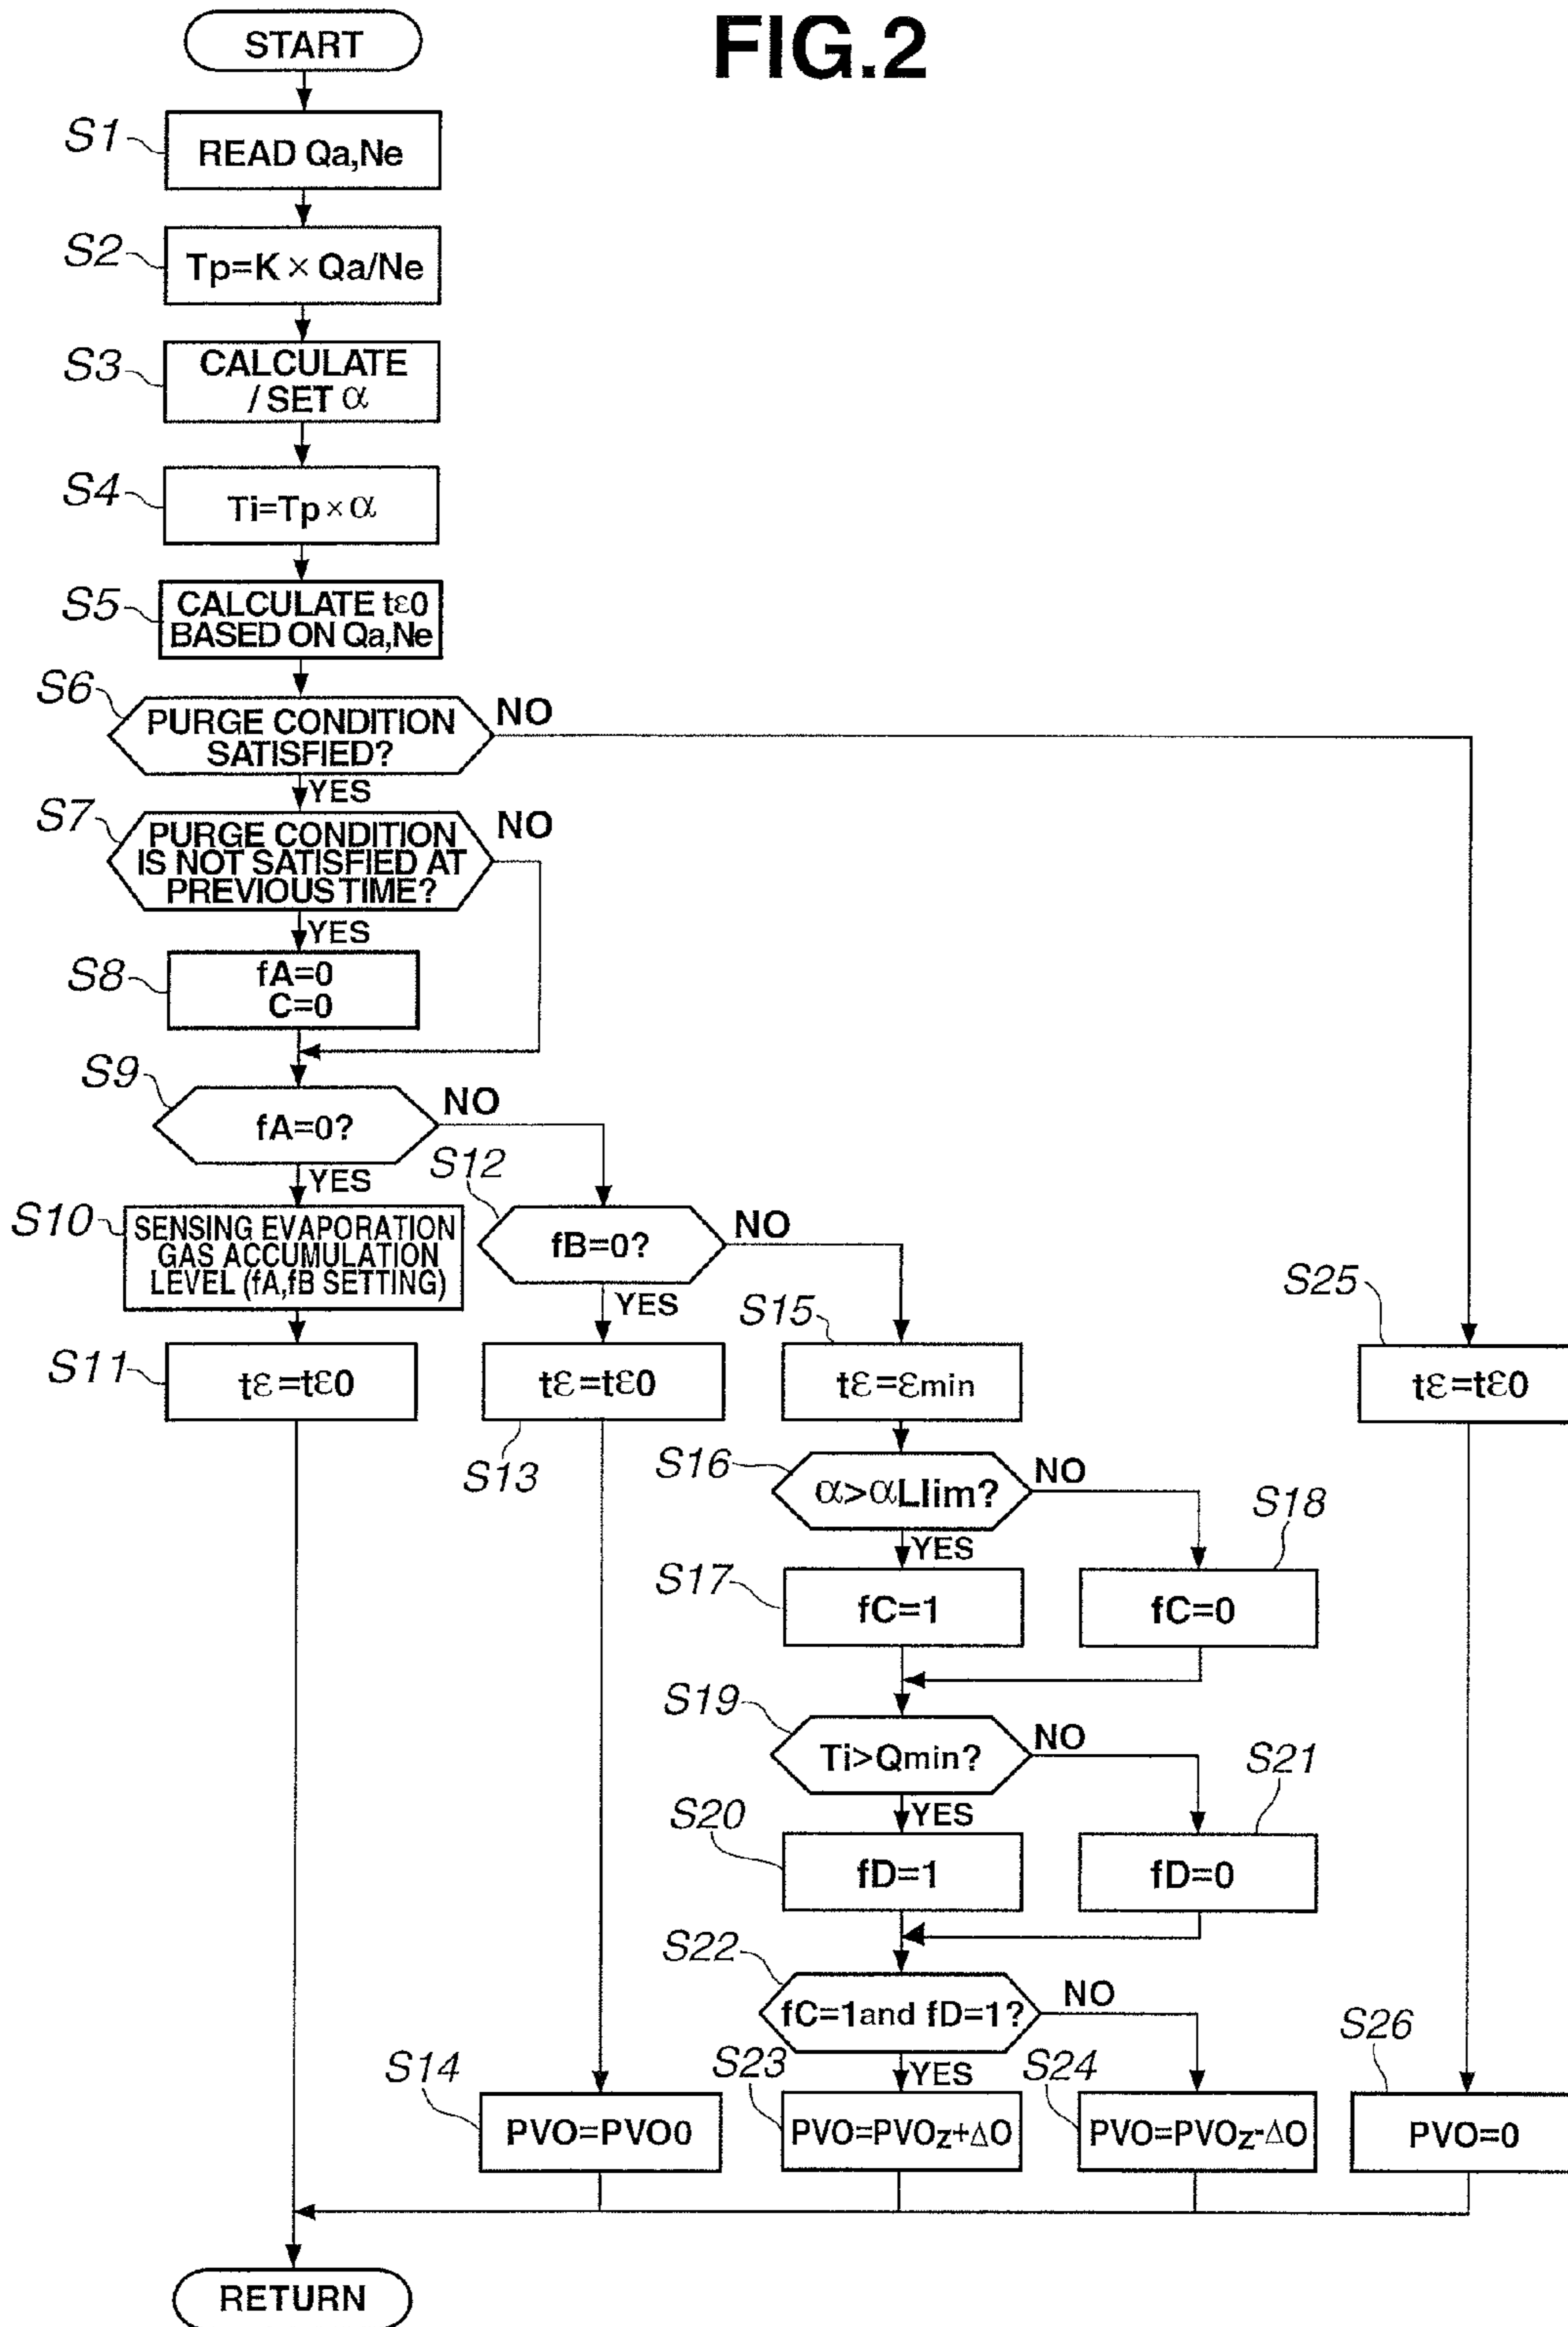 FIG.2
START
S1
READ Qa,Ne
S2
Tp=K × Qa/Ne
S3
CALCULATE
/ SET α
S4
Ti=Tp × α
S5
CALCULATE tε0
BASED ON Qa,Ne
S6
PURGE CONDITION
SATISFIED?
NO
YES
S7
PURGE CONDITION
IS NOT SATISFIED AT
PREVIOUS TIME?
NO
YES
S8
fA=0
C=0
S9
fA=0?
NO
YES
S10
SENSING EVAPORATION
GAS ACCUMULATION
LEVEL (fA,fB SETTING)
S11
tε=tε0
S12
fB=0?
NO
YES
S13
tε=tε0
S14
PVO=PVO0
S15
tε=εmin
S16
α>αLlim?
NO
YES
S17
fC=1
S18
fC=0
S19
Ti>Qmin?
NO
YES
S20
fD=1
S21
fD=0
S22
fC=1and fD=1?
NO
YES
S23
PVO=PVOz+ΔO
S24
PVO=PVOz-ΔO
S25
tε=tε0
S26
PVO=0
RETURN